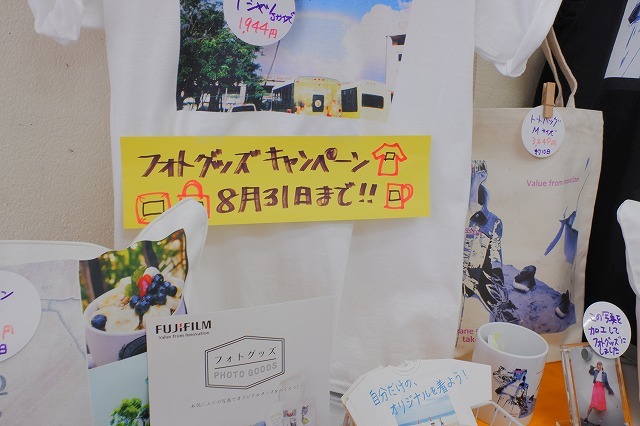 Tシャツ
1,944円
フォトグッズキャンペーン
8月31日まで!!
トートバッグ
Mサイズ
Value from Innovation
FUJIFILM
Value from Innovation
フォトグッズ
PHOTO GOODS
自分だけの、
オリジナルを着よう!
この写真を
加工して
フォトグッズに
しました